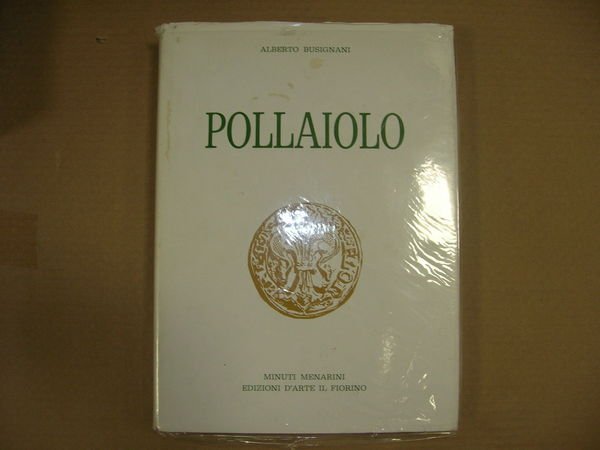 ALBERTO BUSIGNANI
POLLAIOLO
MINUTI MENARINI
EDIZIONI D'ARTE IL FIORINO